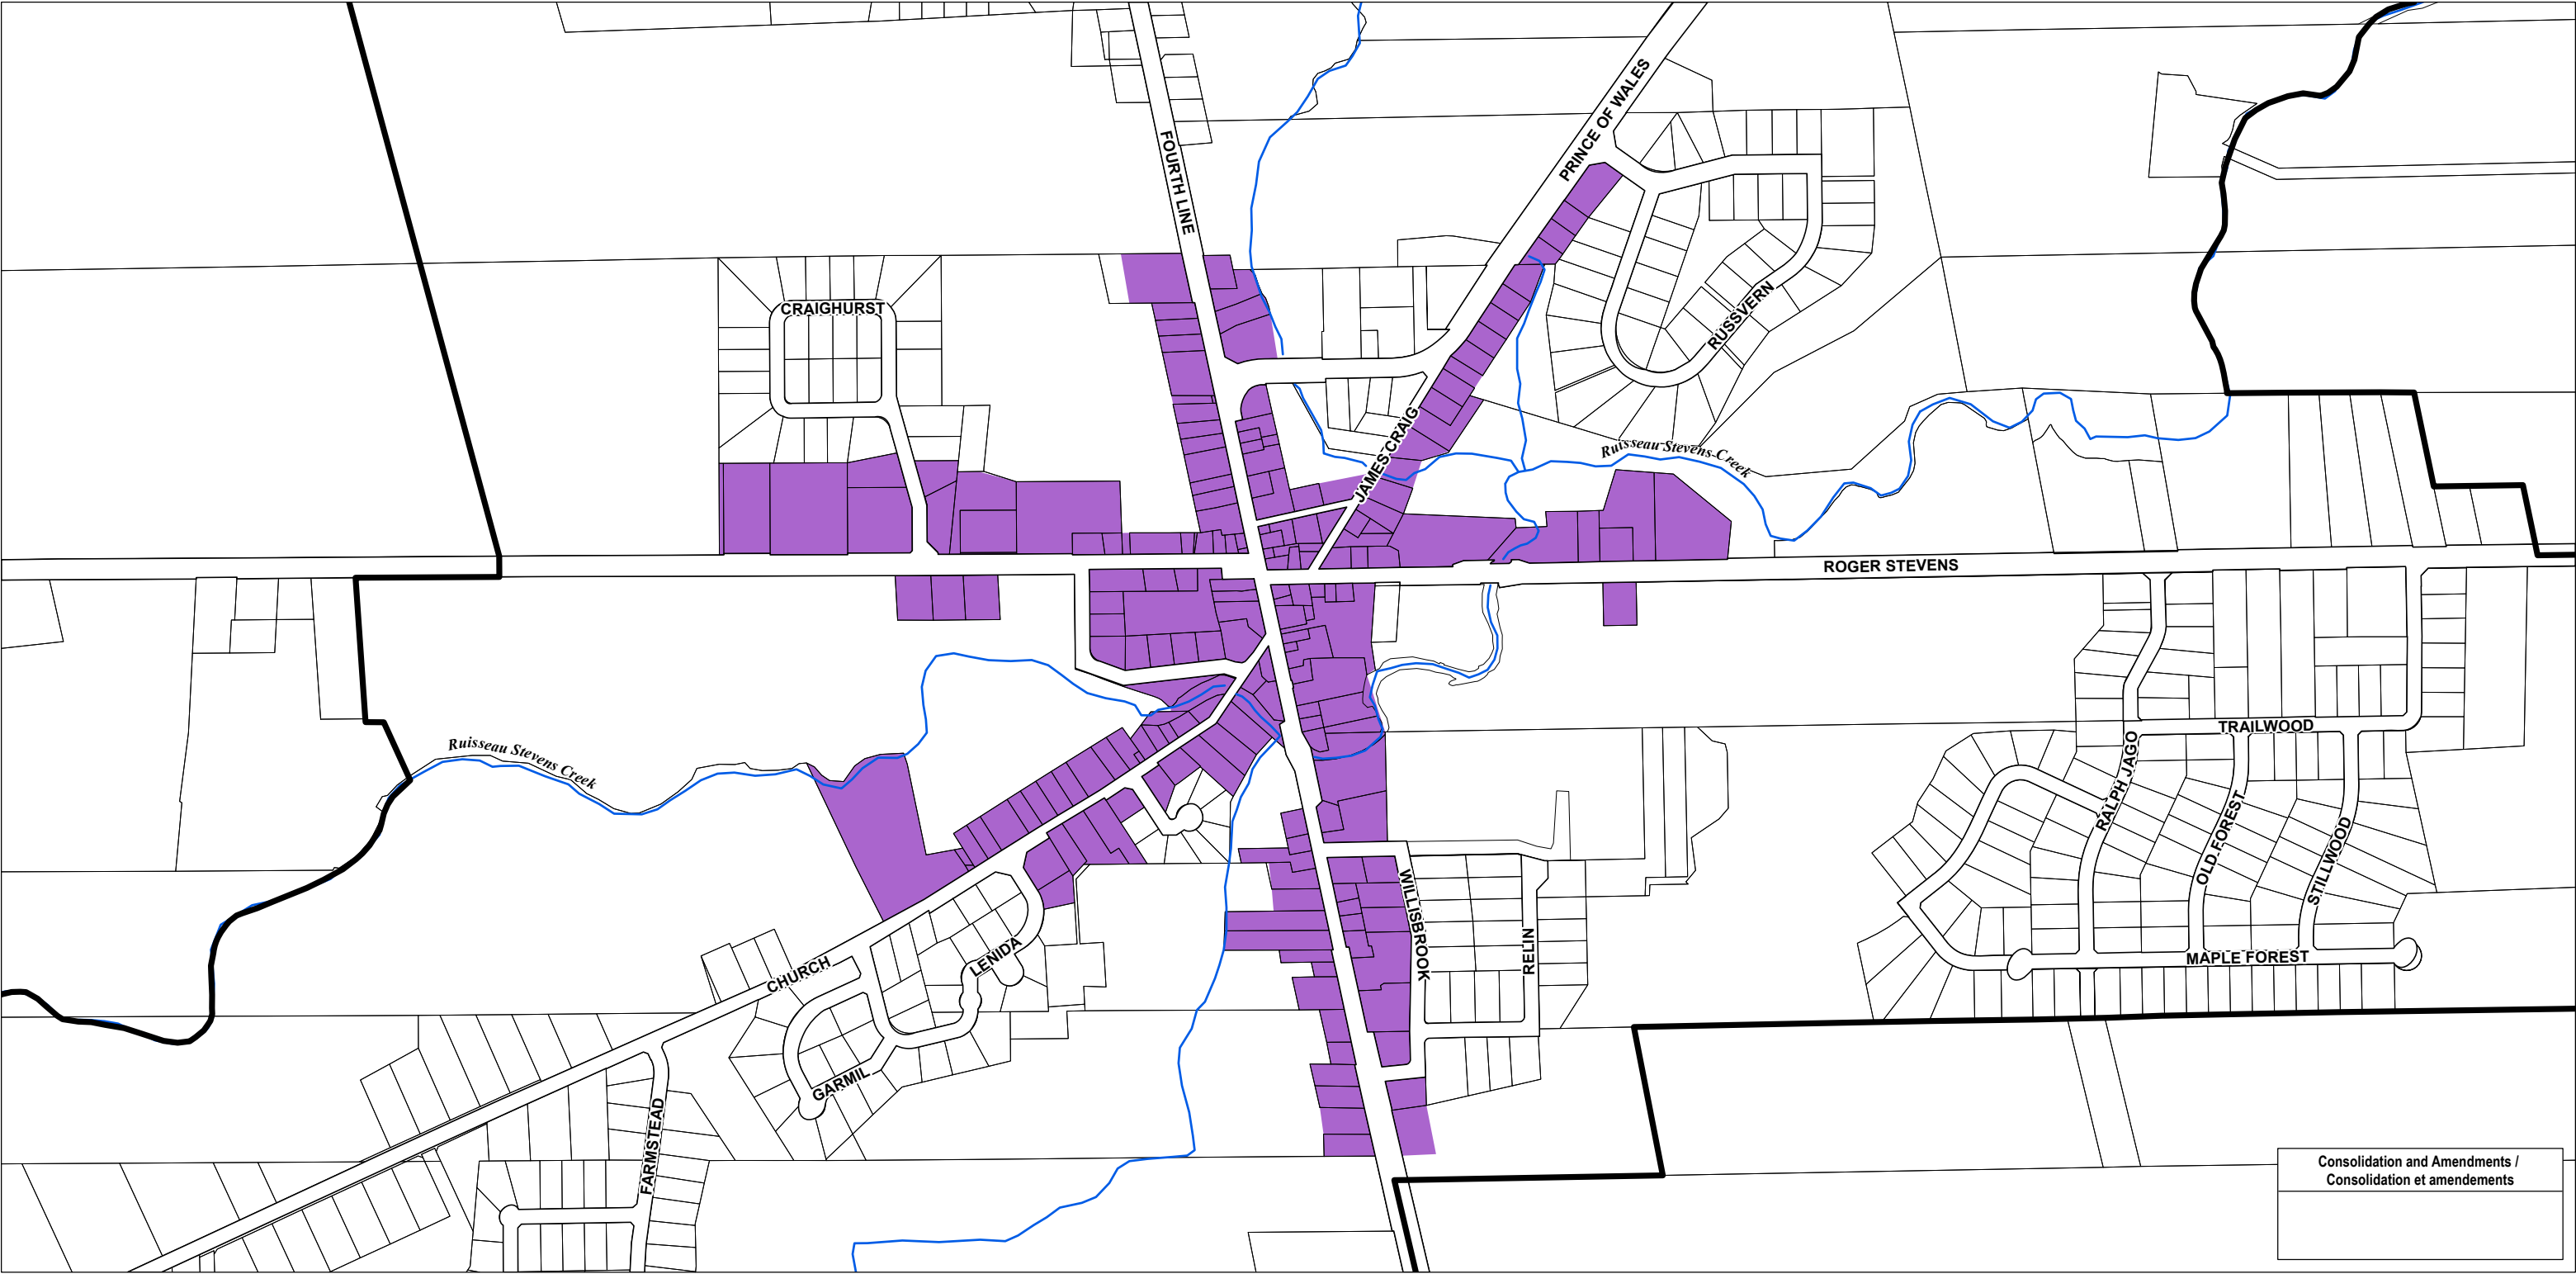 PRINCE OF WALES
FOURTH LINE
CRAIGHURST
RUSSVERN
JAMES CRAIG
Ruisseau Stevens Creek
ROGER STEVENS
TRAILWOOD
Ruisseau Stevens Creek
RALPH JAGO
OLD FOREST
STILLWOOD
WILLISBROOK
RELIN
LENIDA
CHURCH
MAPLE FOREST
GARMIL
FARMSTEAD
Consolidation and Amendments /
Consolidation et amendements